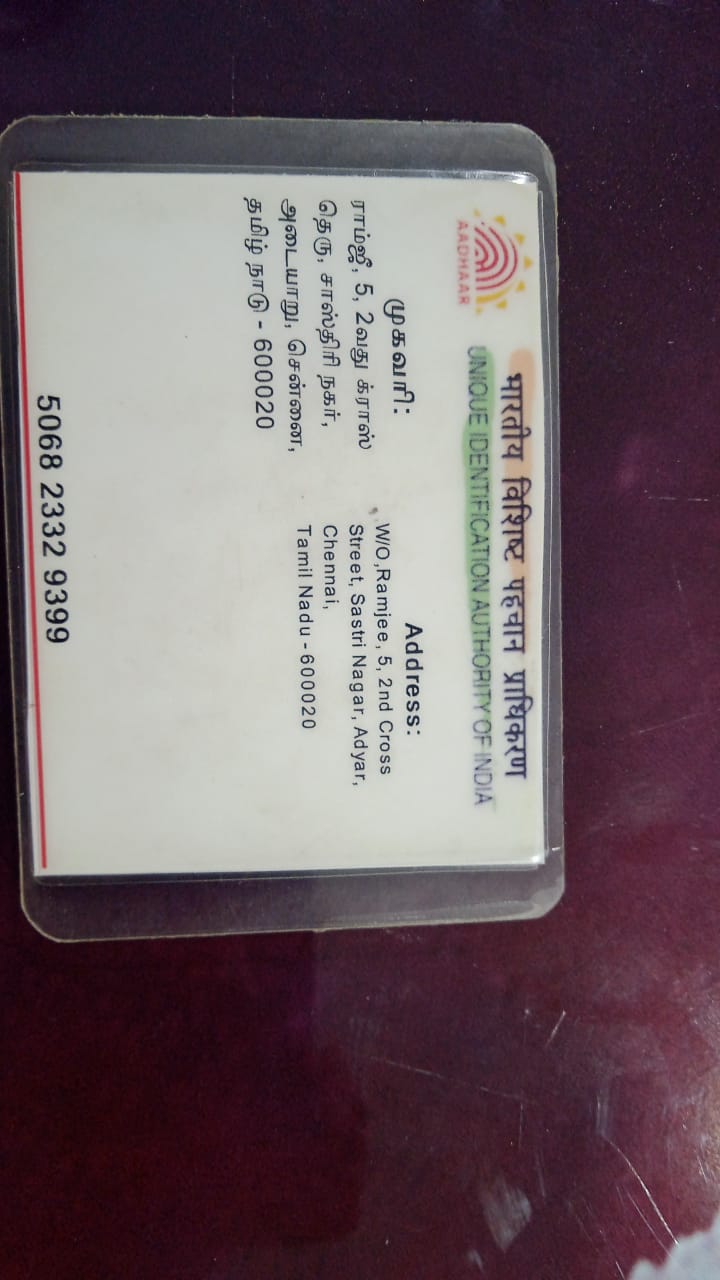 भारतीय विशिष्ट पहचान प्राधिकरण
UNIQUE IDENTIFICATION AUTHORITY OF INDIA
AADHAAR
முகவரி:
ராம்ஜீ, 5, 2வது க்ராஸ்
தெரு, சாஸ்திரி நகர்,
அடையாறு, சென்னை,
தமிழ் நாடு - 600020
Address:
W/O,Ramjee, 5, 2nd Cross
Street, Sastri Nagar, Adyar,
Chennai,
Tamil Nadu - 600020
5068 2332 9399